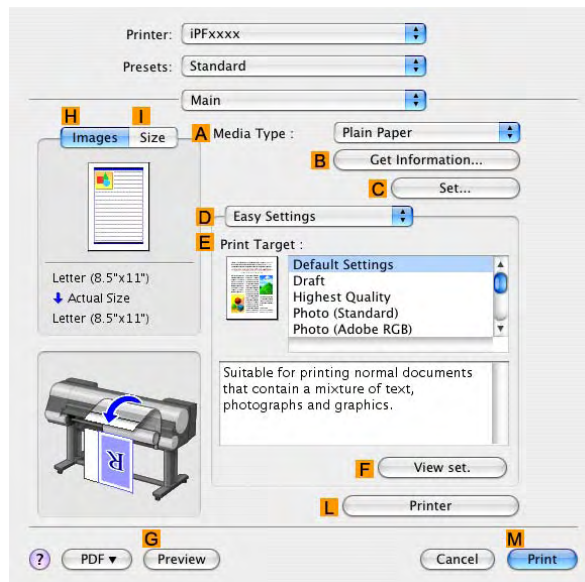 Printer: iPFxxxx
Presets: Standard
Main
H I
Images Size
A Media Type : Plain Paper
B Get Information...
C Set...
D Easy Settings
E Print Target :
Default Settings
Draft
Highest Quality
Photo (Standard)
Photo (Adobe RGB)
Letter (8.5"x11")
Actual Size
Letter (8.5"x11")
Suitable for printing normal documents
that contain a mixture of text,
photographs and graphics.
R
F View set.
L Printer
G M
? PDF▼ Preview Cancel Print